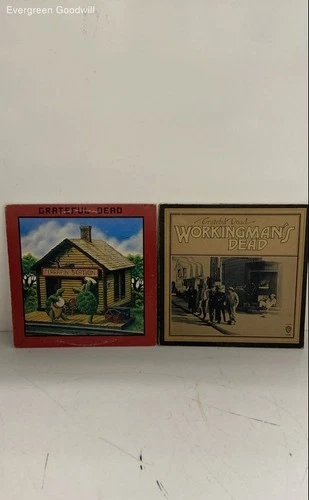 Evergreen Goodwill
GRATEFUL DEAD
TERRAPIN STATION
Grateful Dead
WORKINGMAN'S
DEAD